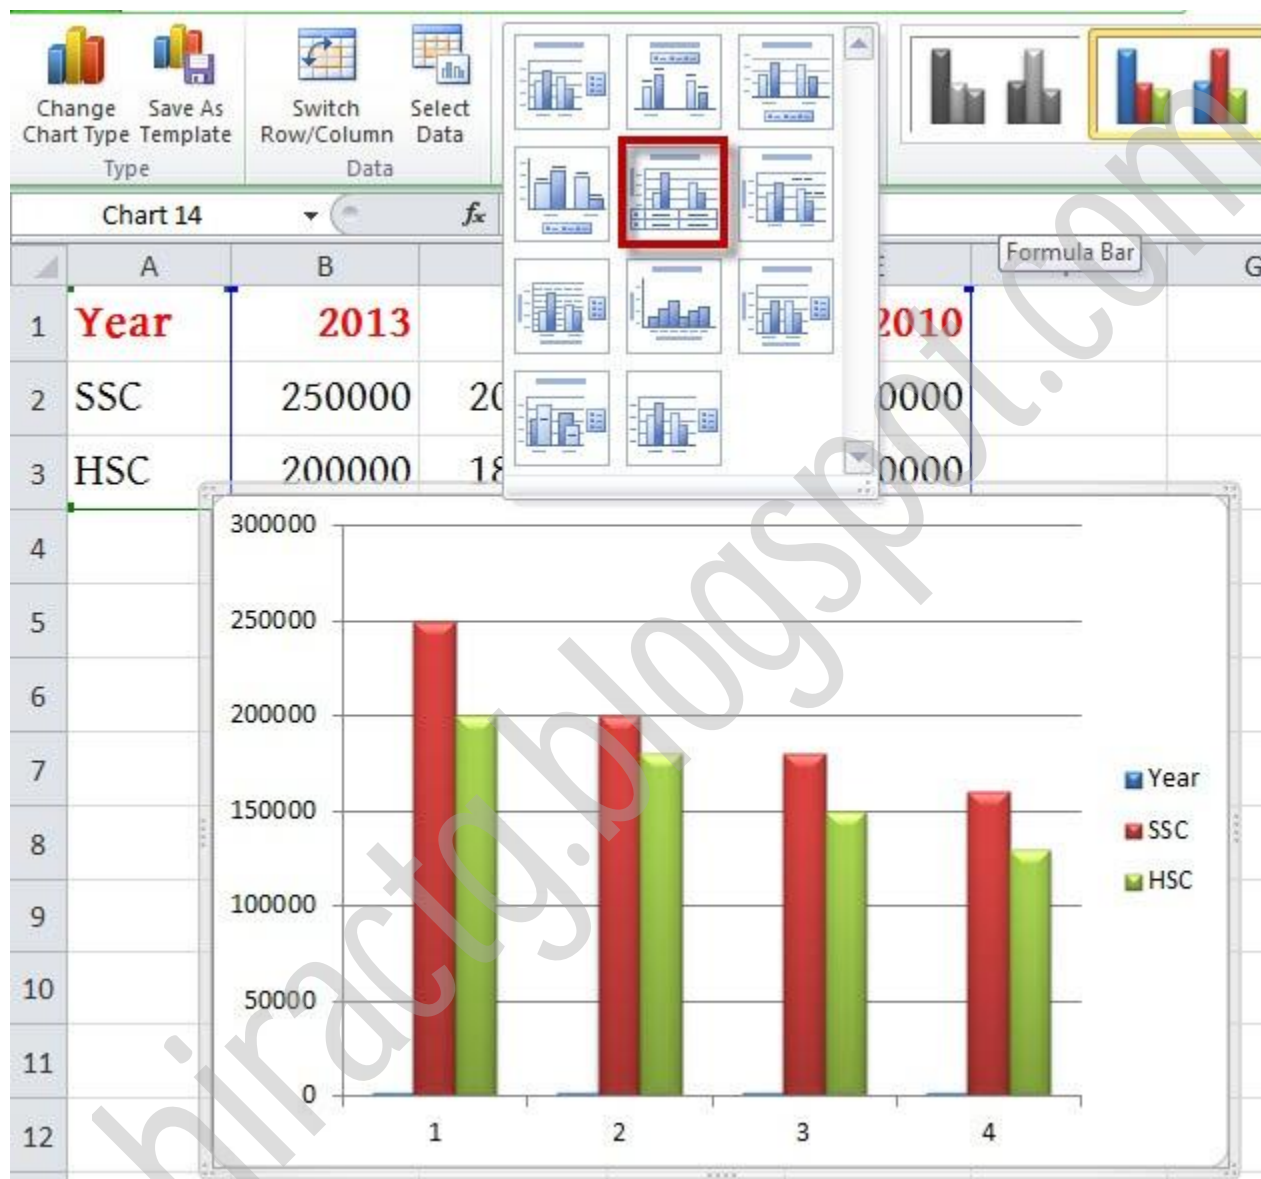 Change Chart Type
Save As Template
Switch Row/Column
Select Data
Type
Data
Chart 14
fx
Formula Bar
A B G
1 Year 2013 2010
2 SSC 250000
3 HSC 200000
4
5
6
7
8
9
10
11
12
300000
250000
200000
150000
100000
50000
0
1 2 3 4
Year
SSC
HSC
hiractg.blogspot.com